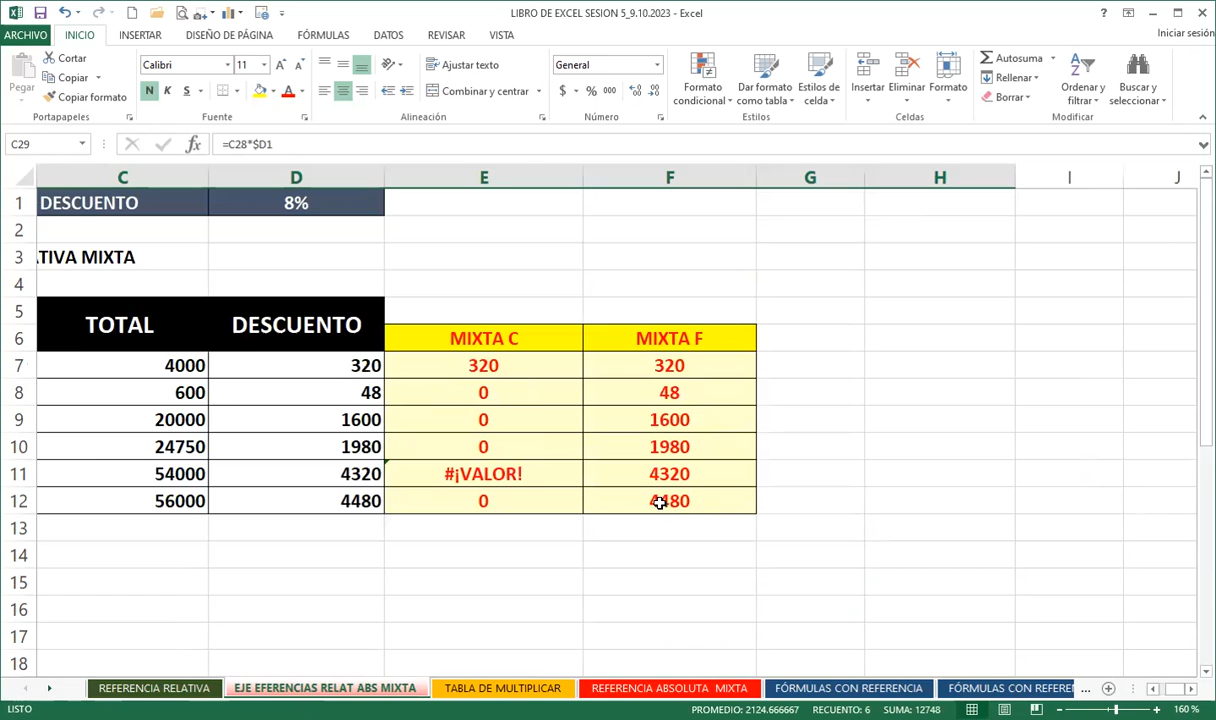 LIBRO DE EXCEL SESION 5_9.10.2023 - Excel
ARCHIVO INICIO INSERTAR DISEÑO DE PÁGINA FÓRMULAS DATOS REVISAR VISTA Iniciar sesión
Pegar Cortar Copiar Copiar formato
Calibri 11 N K S A A A
Ajustar texto Combinar y centrar
General $ % 000
Formato condicional Dar formato como tabla Estilos de celda
Insertar Eliminar Formato
Autosuma Rellenar Borrar
Ordenar y filtrar Buscar y seleccionar
Portapapeles Fuente Alineación Número Estilos Celdas Modificar
C29 fx =C28*$D1
C D E F G H I J
1 DESCUENTO 8%
2
3 ATIVA MIXTA
4
5 TOTAL DESCUENTO
6 MIXTA C MIXTA F
7 4000 320 320 320
8 600 48 0 48
9 20000 1600 0 1600
10 24750 1980 0 1980
11 54000 4320 #¡VALOR! 4320
12 56000 4480 0 4480
13
14
15
16
17
18
REFERENCIA RELATIVA EJE EFERENCIAS RELAT ABS MIXTA TABLA DE MULTIPLICAR REFERENCIA ABSOLUTA MIXTA FÓRMULAS CON REFERENCIA FÓRMULAS CON REFEREN ...
LISTO PROMEDIO: 2124.666667 RECUENTO: 6 SUMA: 12748 160 %